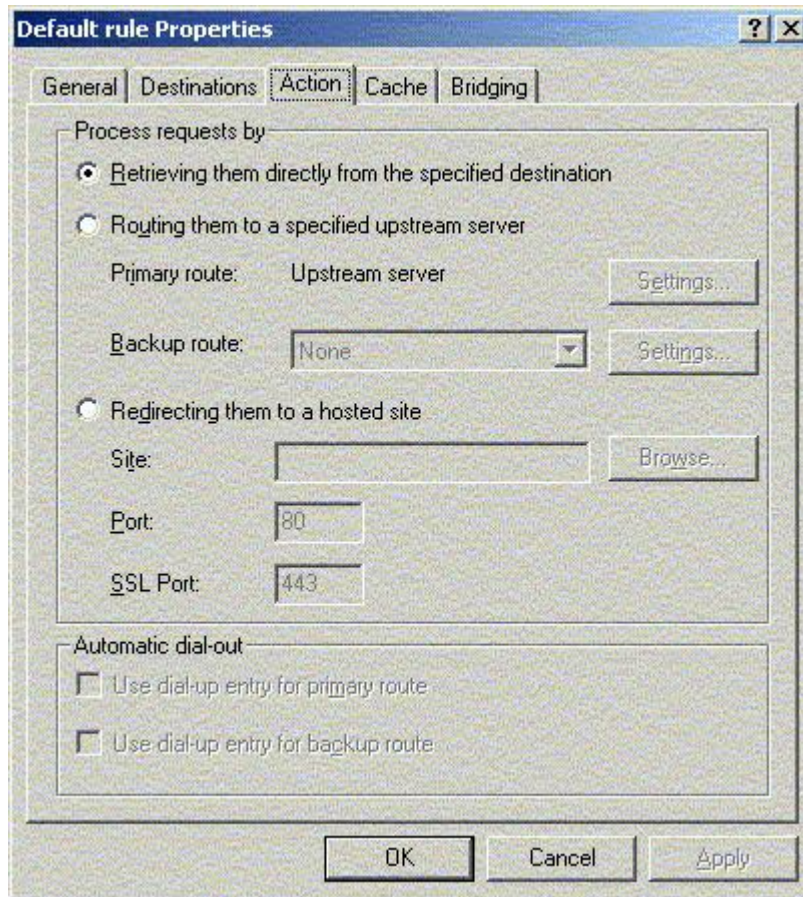 Default rule Properties
General Destinations Action Cache Bridging
Process requests by
Retrieving them directly from the specified destination
Routing them to a specified upstream server
Primary route: Upstream server Settings...
Backup route: None Settings...
Redirecting them to a hosted site
Site: Browse...
Port: 80
SSL Port: 443
Automatic dial-out
Use dial-up entry for primary route
Use dial-up entry for backup route
OK Cancel Apply